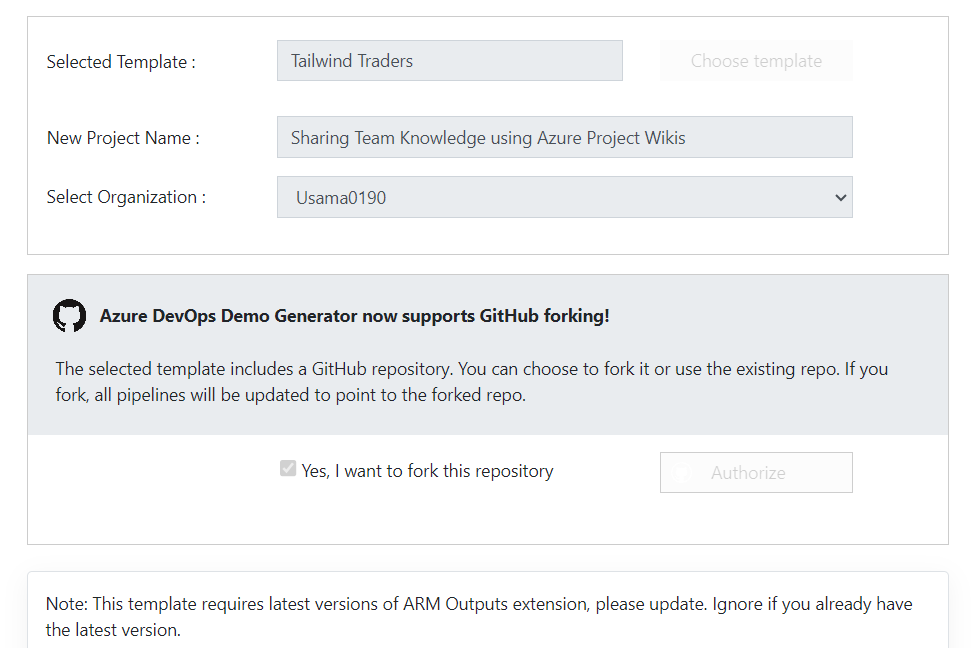 Selected Template :
Tailwind Traders
Choose template
New Project Name :
Sharing Team Knowledge using Azure Project Wikis
Select Organization :
Usama0190
Azure DevOps Demo Generator now supports GitHub forking!
The selected template includes a GitHub repository. You can choose to fork it or use the existing repo. If you
fork, all pipelines will be updated to point to the forked repo.
Yes, I want to fork this repository
Authorize
Note: This template requires latest versions of ARM Outputs extension, please update. Ignore if you already have
the latest version.